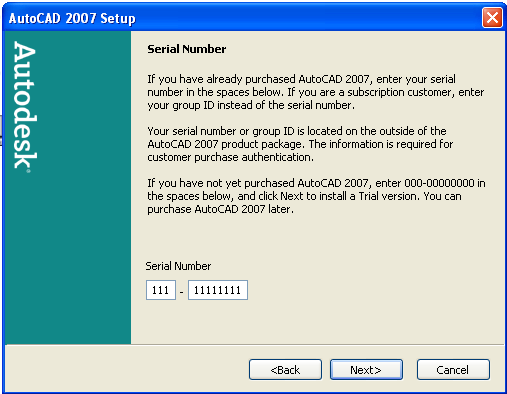 AutoCAD 2007 Setup
Autodesk
Serial Number
If you have already purchased AutoCAD 2007, enter your serial
number in the spaces below. If you are a subscription customer, enter
your group ID instead of the serial number.
Your serial number or group ID is located on the outside of the
AutoCAD 2007 product package. The information is required for
customer purchase authentication.
If you have not yet purchased AutoCAD 2007, enter 000-00000000 in
the spaces below, and click Next to install a Trial version. You can
purchase AutoCAD 2007 later.
Serial Number
111 - 11111111
<Back Next> Cancel